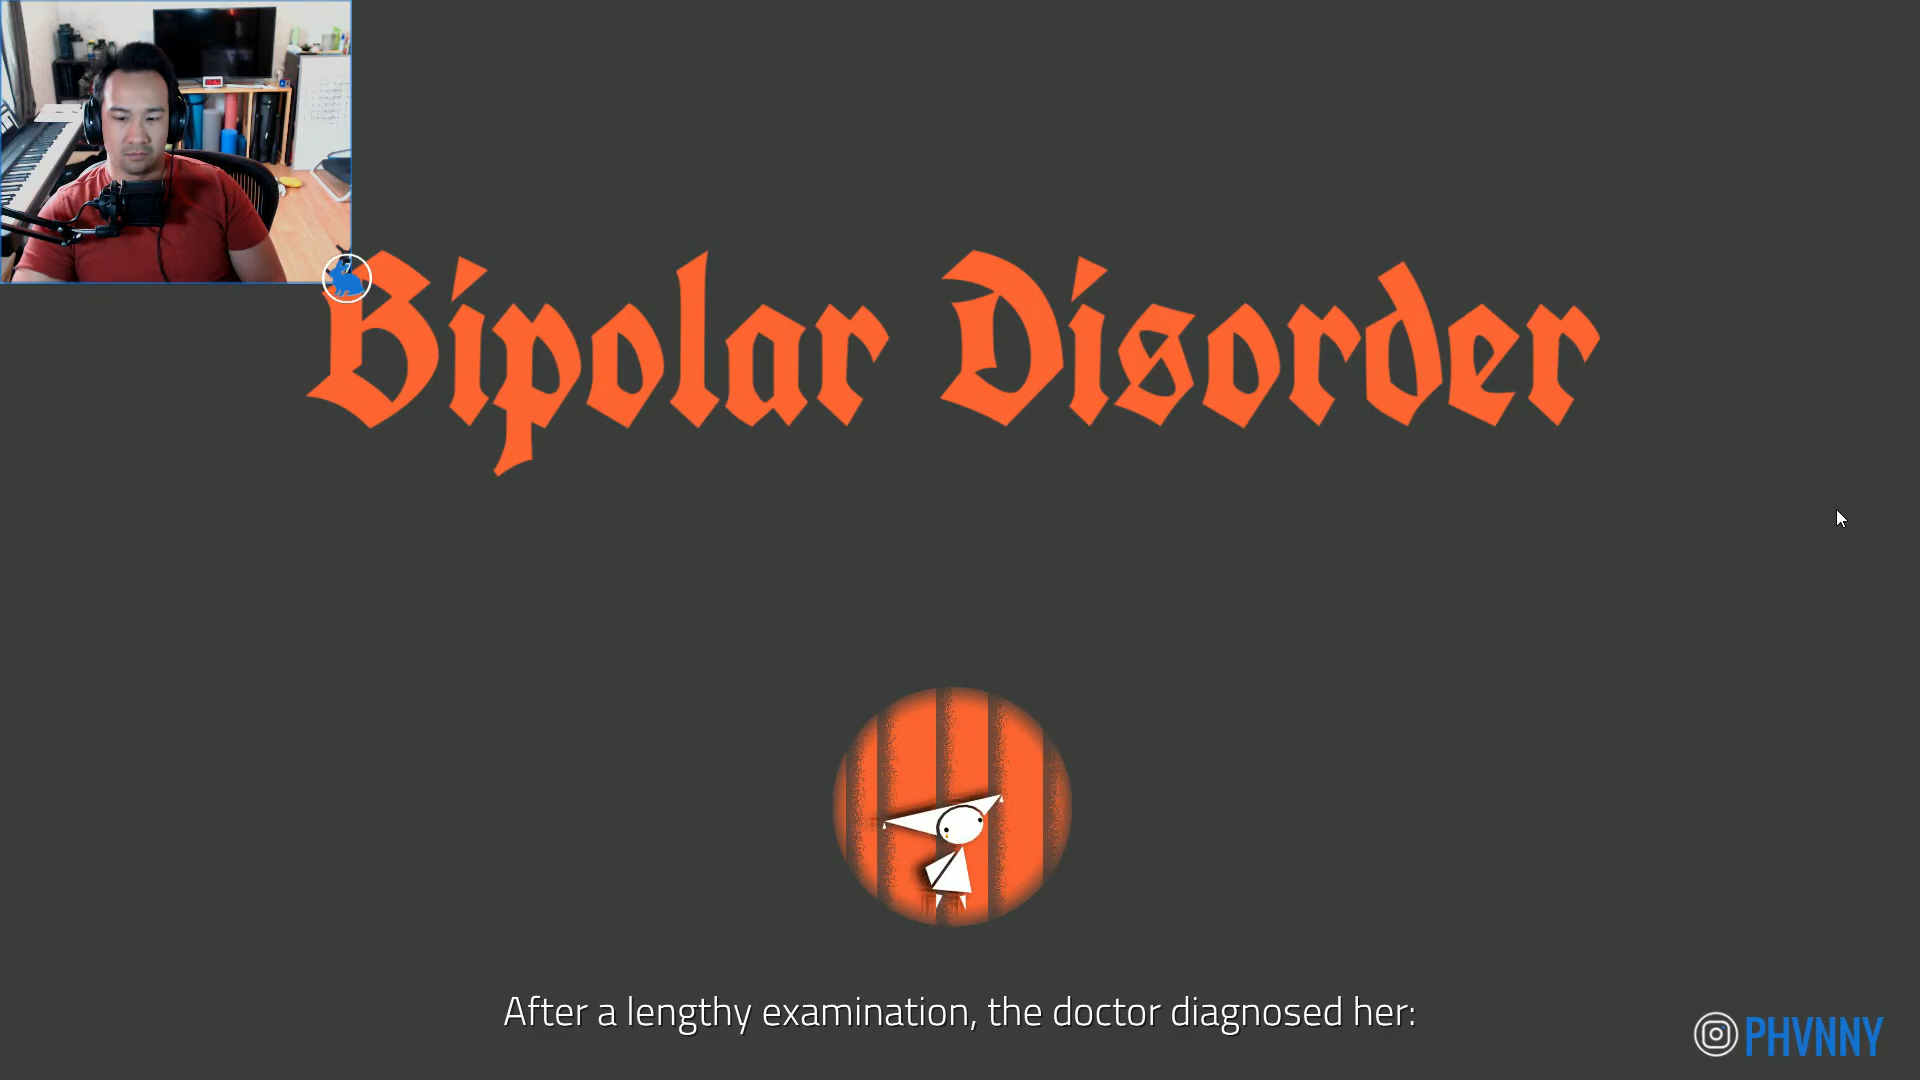 Bipolar Disorder
After a lengthy examination, the doctor diagnosed her:
PHVNNY